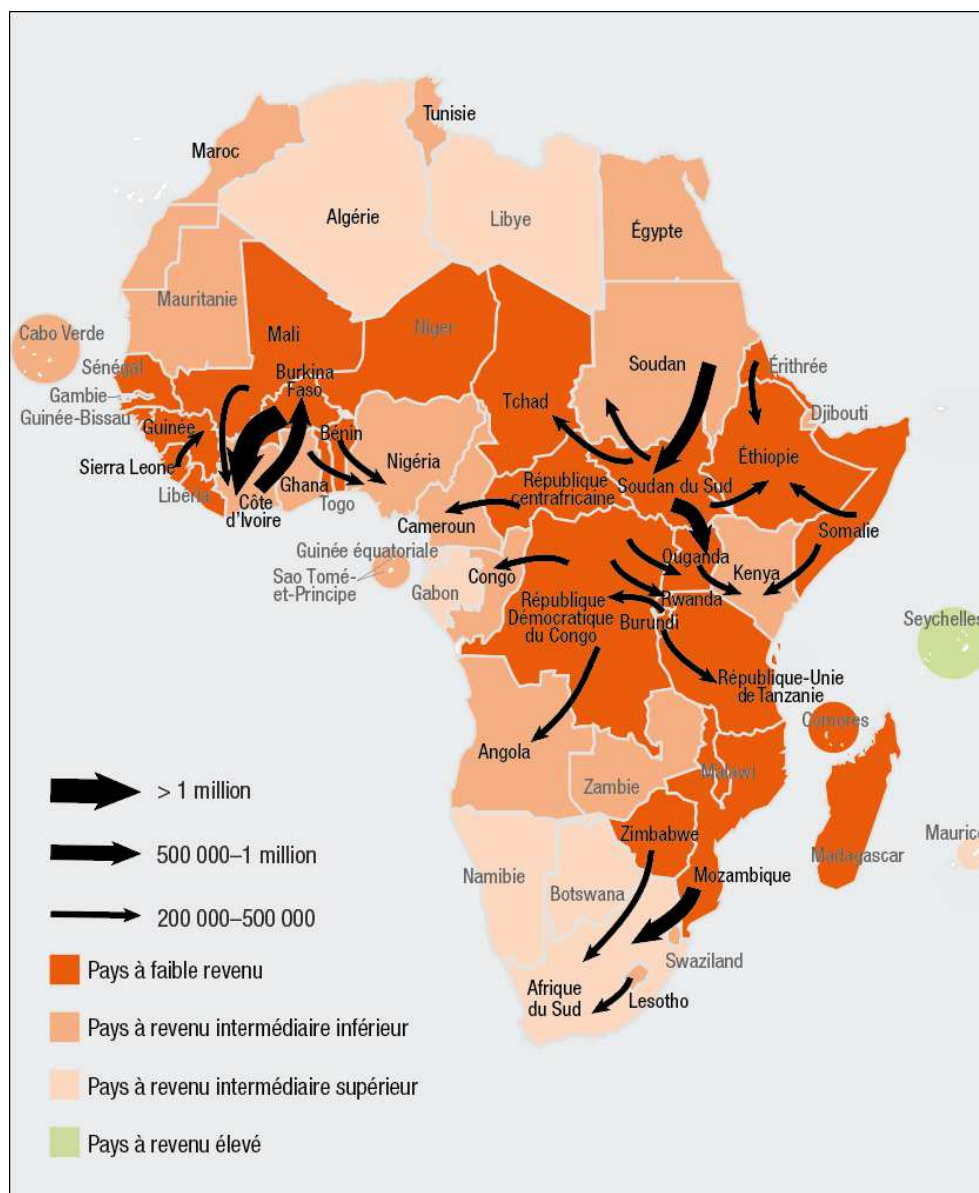 Tunisie
Maroc
Algérie
Libye
Égypte
Mauritanie
Cabo Verde
Mali
Niger
Soudan
Érithrée
Sénégal
Burkina
Faso
Tchad
Gambie
Djibouti
Guinée-Bissau
Guinée
Bénin
Éthiopie
Nigéria
Sierra Leone
Ghana
République
centrafricaine
Soudan du Sud
Liberia
Côte
d'Ivoire
Togo
Cameroun
Somalie
Guinée équatoriale
Ouganda
Sao Tomé-
et-Principe
Gabon
Congo
Kenya
République
Démocratique
du Congo
Rwanda
Burundi
Seychelles
République-Unie
de Tanzanie
Comores
Angola
Malawi
Zambie
> 1 million
Zimbabwe
Maurice
500 000–1 million
Madagascar
Namibie
Botswana
Mozambique
200 000–500 000
Swaziland
Pays à faible revenu
Afrique
du Sud
Lesotho
Pays à revenu intermédiaire inférieur
Pays à revenu intermédiaire supérieur
Pays à revenu élevé